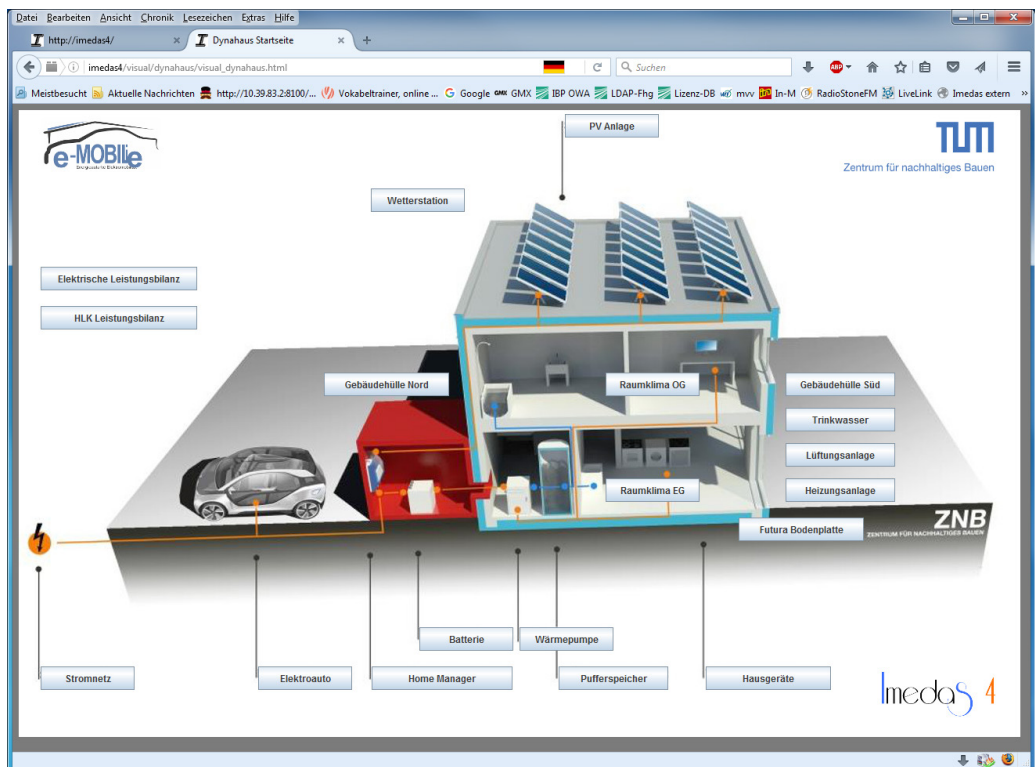 Datei Bearbeiten Ansicht Chronik Lesezeichen Extras Hilfe
http://imedas4/
Dynahaus Startseite
imedas4/visual/dynahaus/visual_dynahaus.html
Suchen
ABP
Meistbesucht Aktuelle Nachrichten http://10.39.83.2:8100/... Vokabeltrainer, online ... Google GMX GMX IBP OWA LDAP-Fhg Lizenz-DB mvv In-M RadioStoneFM LiveLink Imedas extern »
e-MOBILie
PV Anlage
TUM
Zentrum für nachhaltiges Bauen
Wetterstation
Elektrische Leistungsbilanz
HLK Leistungsbilanz
Gebäudehülle Nord
Raumklima OG
Gebäudehülle Süd
Trinkwasser
Lüftungsanlage
Raumklima EG
Heizungsanlage
Futura Bodenplatte
ZNB
ZENTRUM FÜR NACHHALTIGES BAUEN
Batterie
Wärmepumpe
Stromnetz
Elektroauto
Home Manager
Pufferspeicher
Hausgeräte
Imedas 4